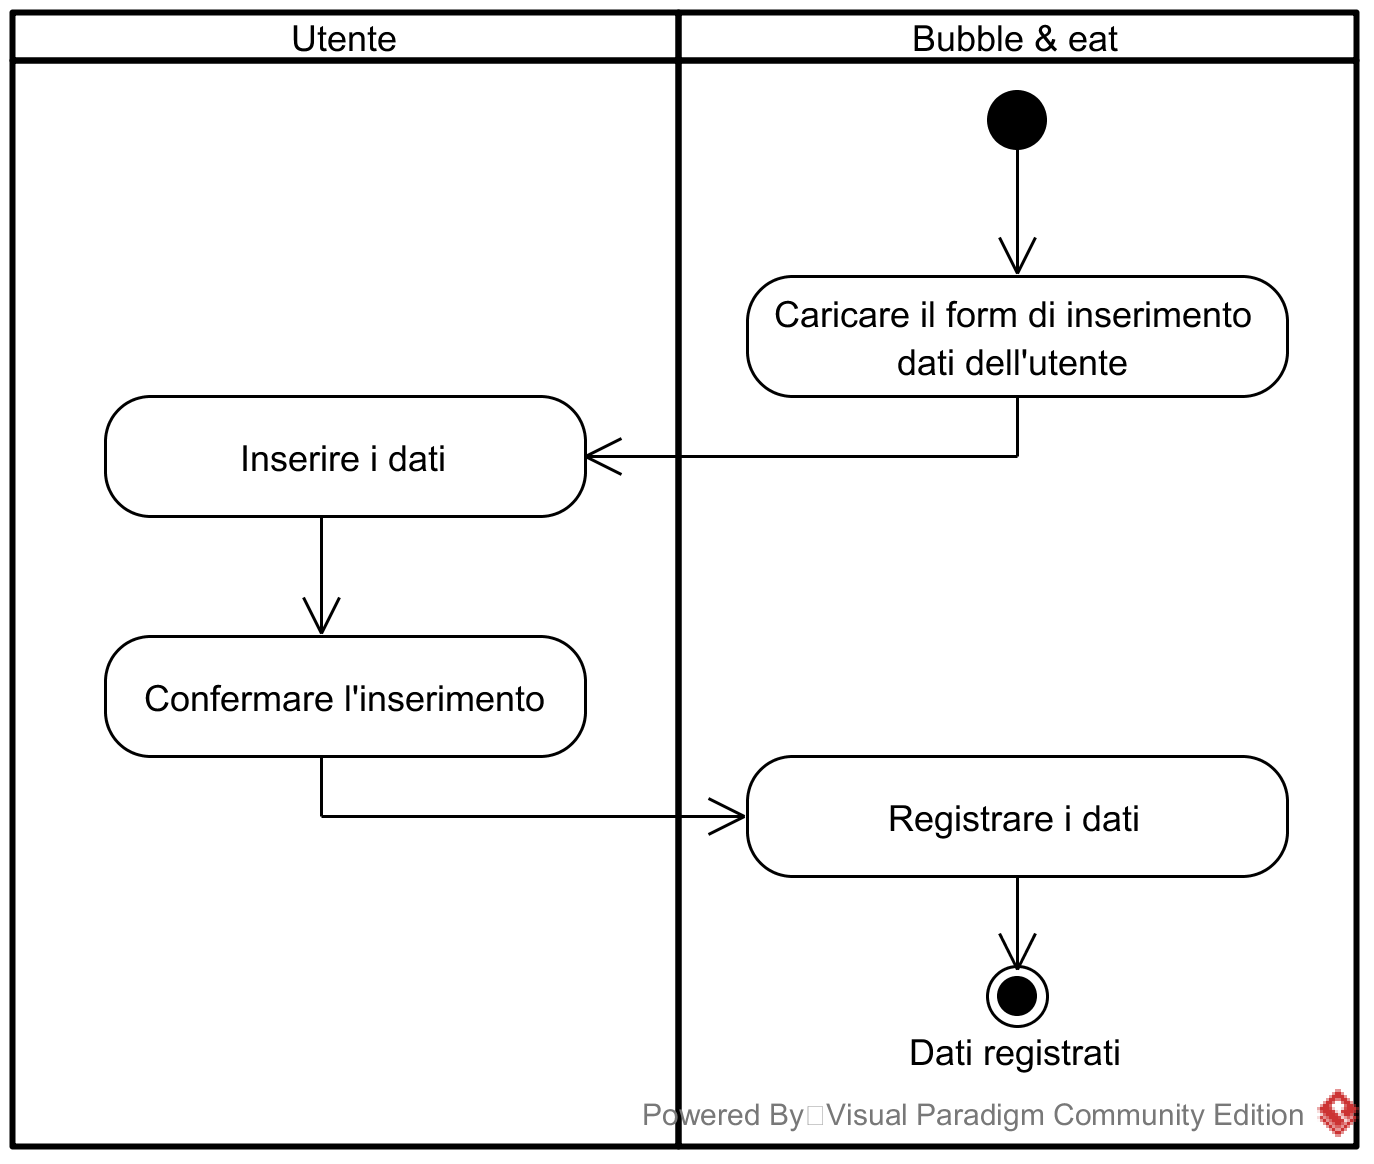 Utente
Bubble & eat
Caricare il form di inserimento
dati dell'utente
Inserire i dati
Confermare l'inserimento
Registrare i dati
Dati registrati
Powered By Visual Paradigm Community Edition